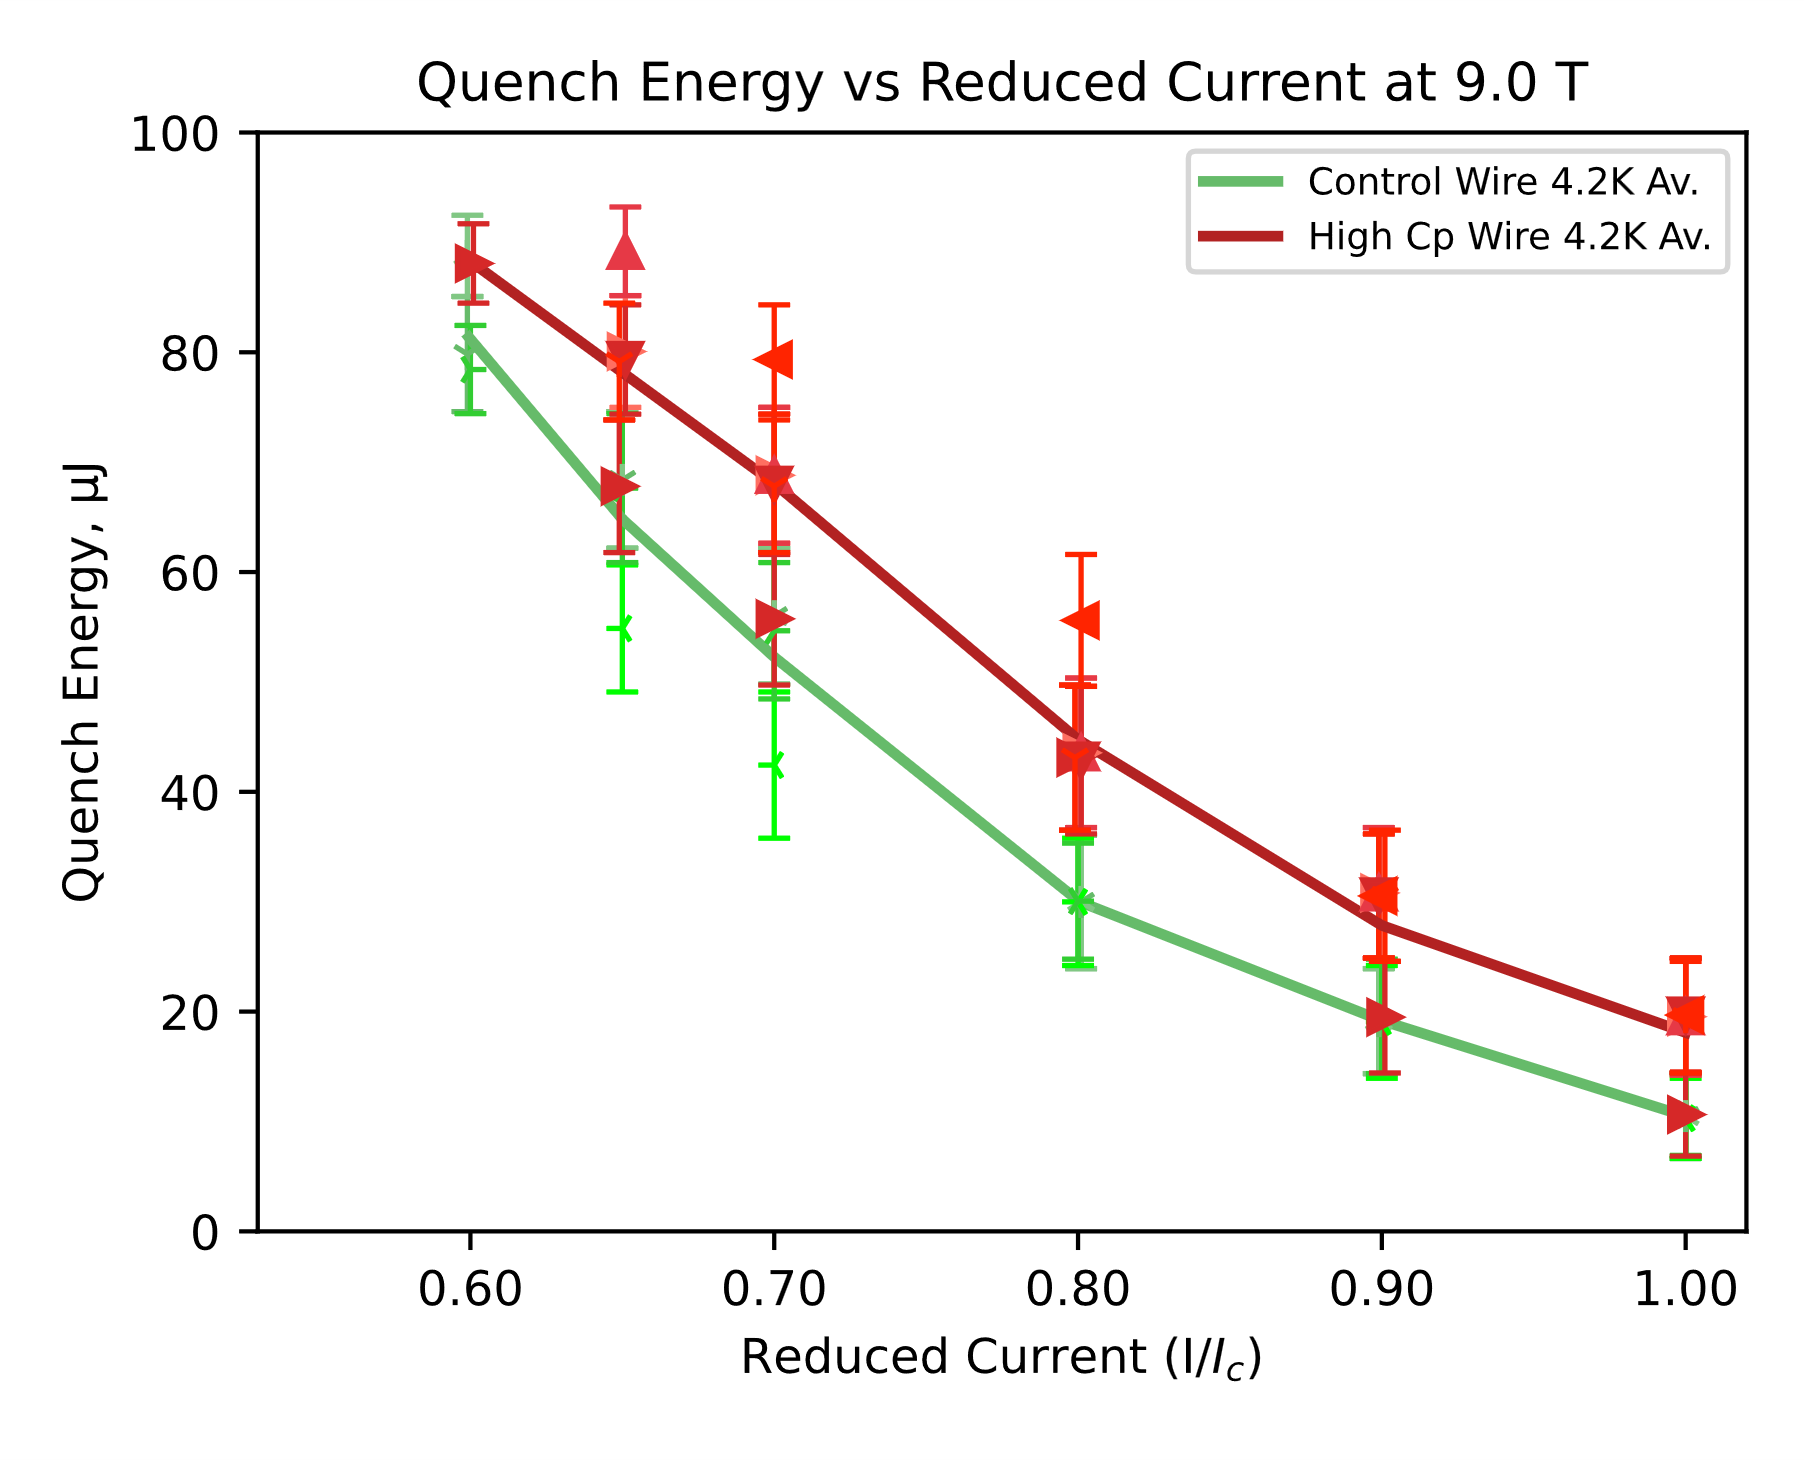 Quench Energy vs Reduced Current at 9.0 T
Control Wire 4.2K Av.
High Cp Wire 4.2K Av.
Quench Energy, μJ
100
80
60
40
20
0
0.60 0.70 0.80 0.90 1.00
Reduced Current (I/I_c)